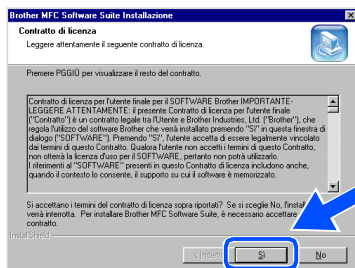 Brother MFC Software Suite Installazione
Contratto di licenza
Leggere attentamente il seguente contratto di licenza.
Premere PGGIÙ per visualizzare il resto del contratto.
Contratto di licenza per l'utente finale per il SOFTWARE Brother IMPORTANTE-
LEGGERE ATTENTAMENTE: il presente Contratto di licenza per l'utente finale
("Contratto") è un contratto legale tra l'Utente e Brother Industries, Ltd. ("Brother"), che
regola l'utilizzo del software Brother che verrà installato premendo "Sì" in questa finestra di
dialogo ("SOFTWARE"). Premendo "Sì", l'utente accetta di essere legalmente vincolato
dai termini di questo Contratto. Qualora l'utente non accetti i termini di questo Contratto,
non otterrà la licenza d'uso per il SOFTWARE, pertanto non potrà utilizzarlo.
I riferimenti al "SOFTWARE" presenti in questo Contratto di licenza includono anche,
quando il contesto lo consente, il supporto su cui il software è memorizzato.
Si accettano i termini del contratto di licenza sopra riportati? Se si sceglie No, l'instal
verrà interrotta. Per installare Brother MFC Software Suite, è necessario accettare
contratto.
InstallShield
< Indietro Sì No